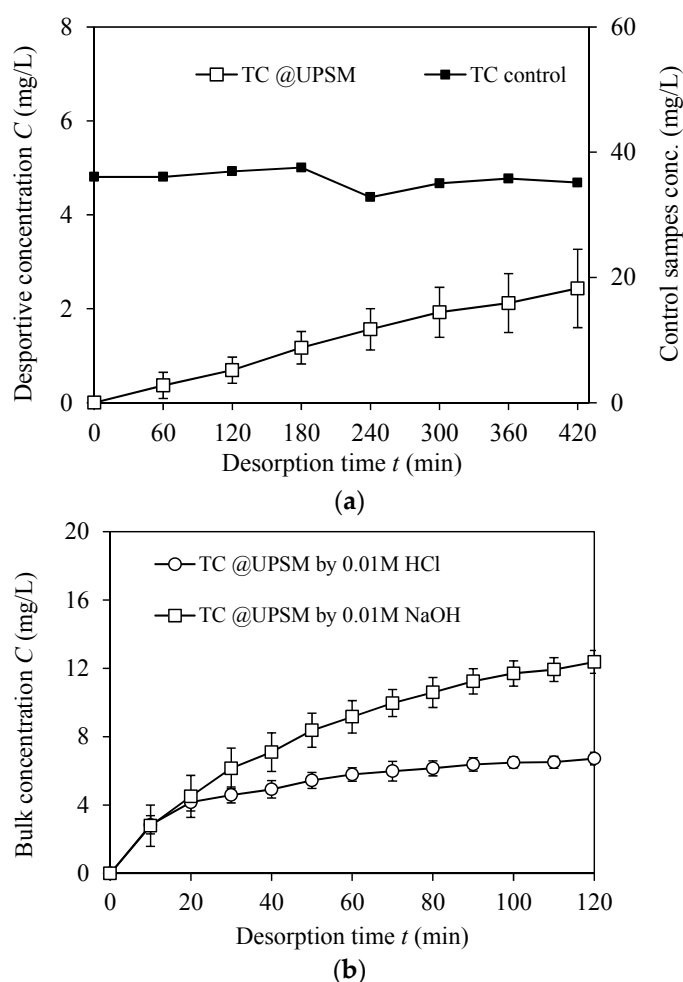 8 60
TC @UPSM TC control
6
40
4
20
2
0 0
0 60 120 180 240 300 360 420
Desportive concentration C (mg/L)
Control sampes conc. (mg/L)
Desorption time t (min)
(a)
20
TC @UPSM by 0.01M HCl
16
TC @UPSM by 0.01M NaOH
12
8
4
0
0 20 40 60 80 100 120
Bulk concentration C (mg/L)
Desorption time t (min)
(b)